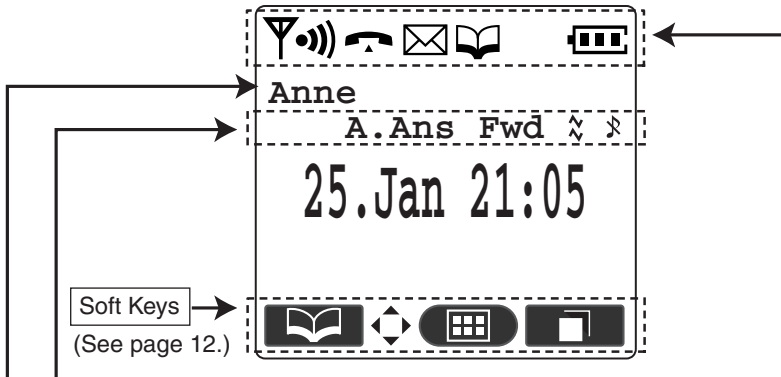 Anne
A.Ans Fwd
25.Jan 21:05
Soft Keys
(See page 12.)